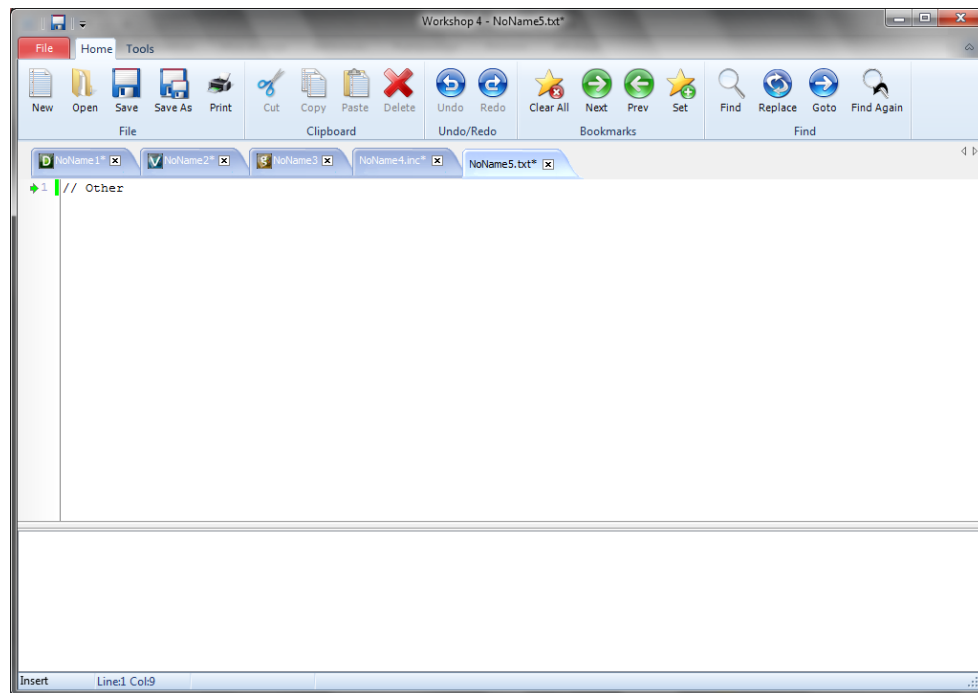 Workshop 4 - NoName5.txt*
File Home Tools
New Open Save Save As Print Cut Copy Paste Delete Undo Redo Clear All Next Prev Set Find Replace Goto Find Again
File Clipboard Undo/Redo Bookmarks Find
D NoName1* V NoName2* g NoName3 NoName4.inc* NoName5.txt*
1 // Other
Insert Line:1 Col:9